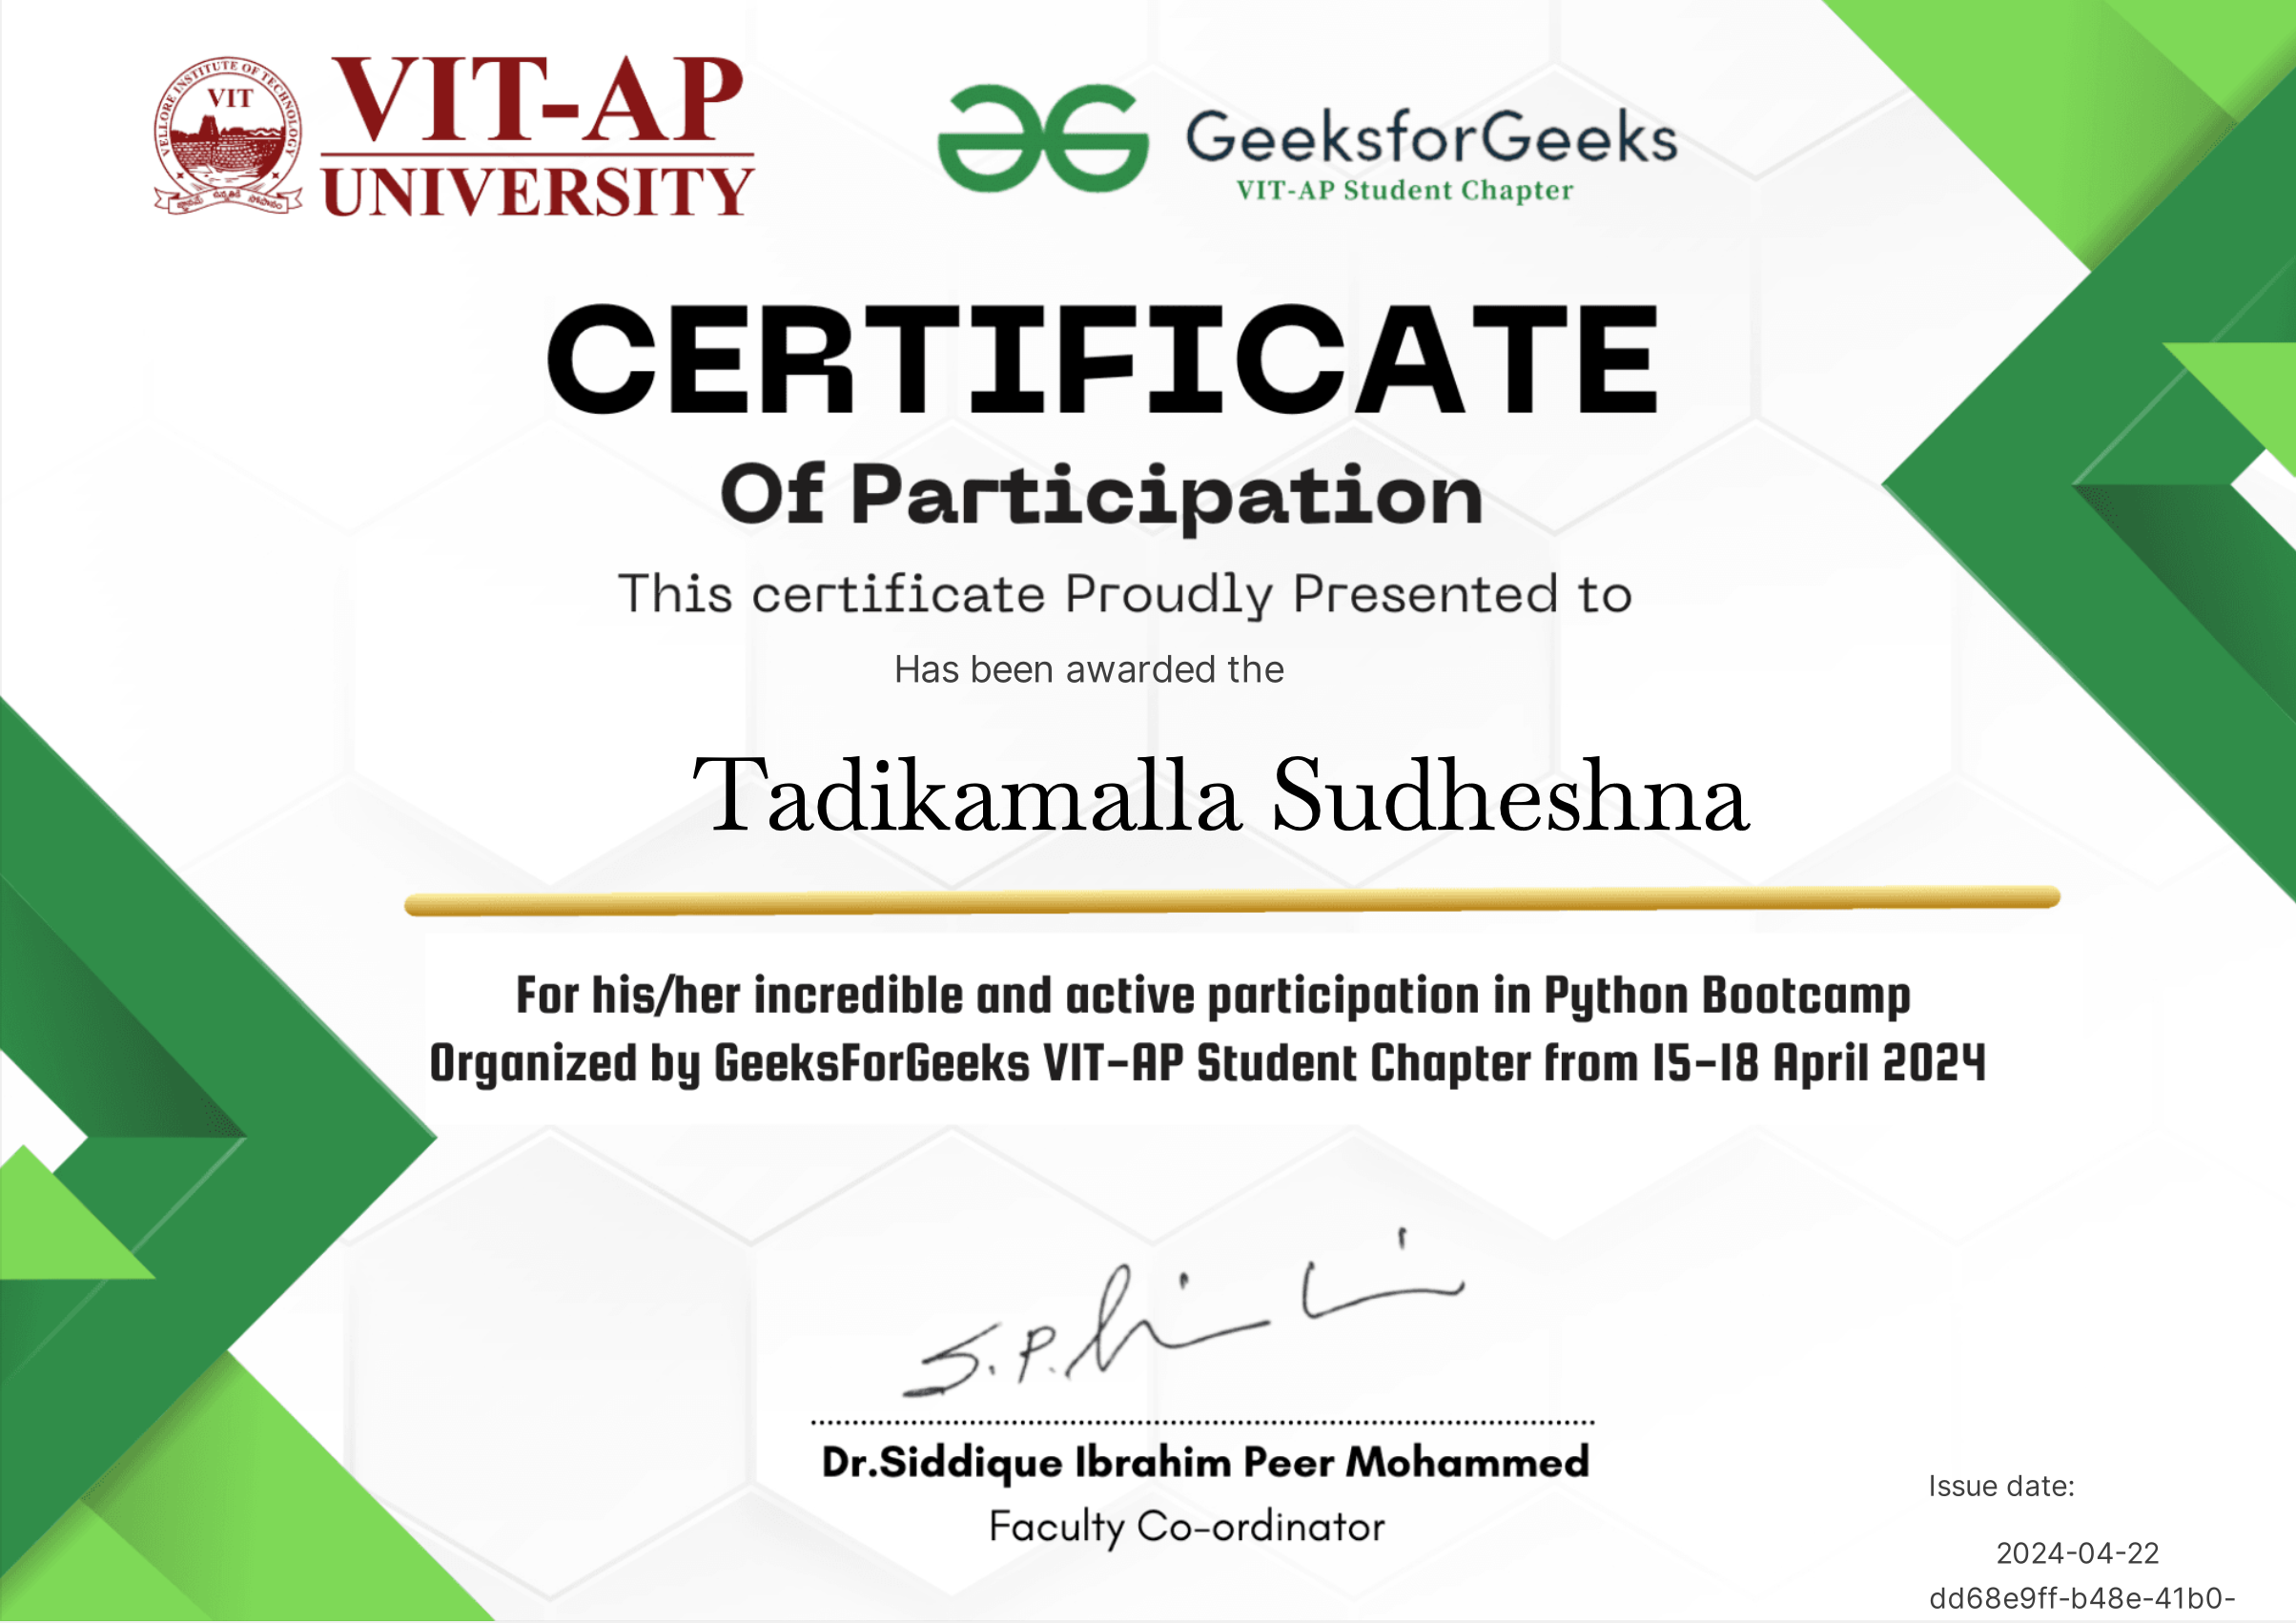 VELLORE INSTITUTE OF TECHNOLOGY
VIT
VIT-AP
UNIVERSITY
GeeksforGeeks
VIT-AP Student Chapter
CERTIFICATE
Of Participation
This certificate Proudly Presented to
Has been awarded the
Tadikamalla Sudheshna
For his/her incredible and active participation in Python Bootcamp
Organized by GeeksForGeeks VIT-AP Student Chapter from 15-18 April 2024
S.P.
Dr.Siddique Ibrahim Peer Mohammed
Faculty Co-ordinator
Issue date:
2024-04-22
dd68e9ff-b48e-41b0-